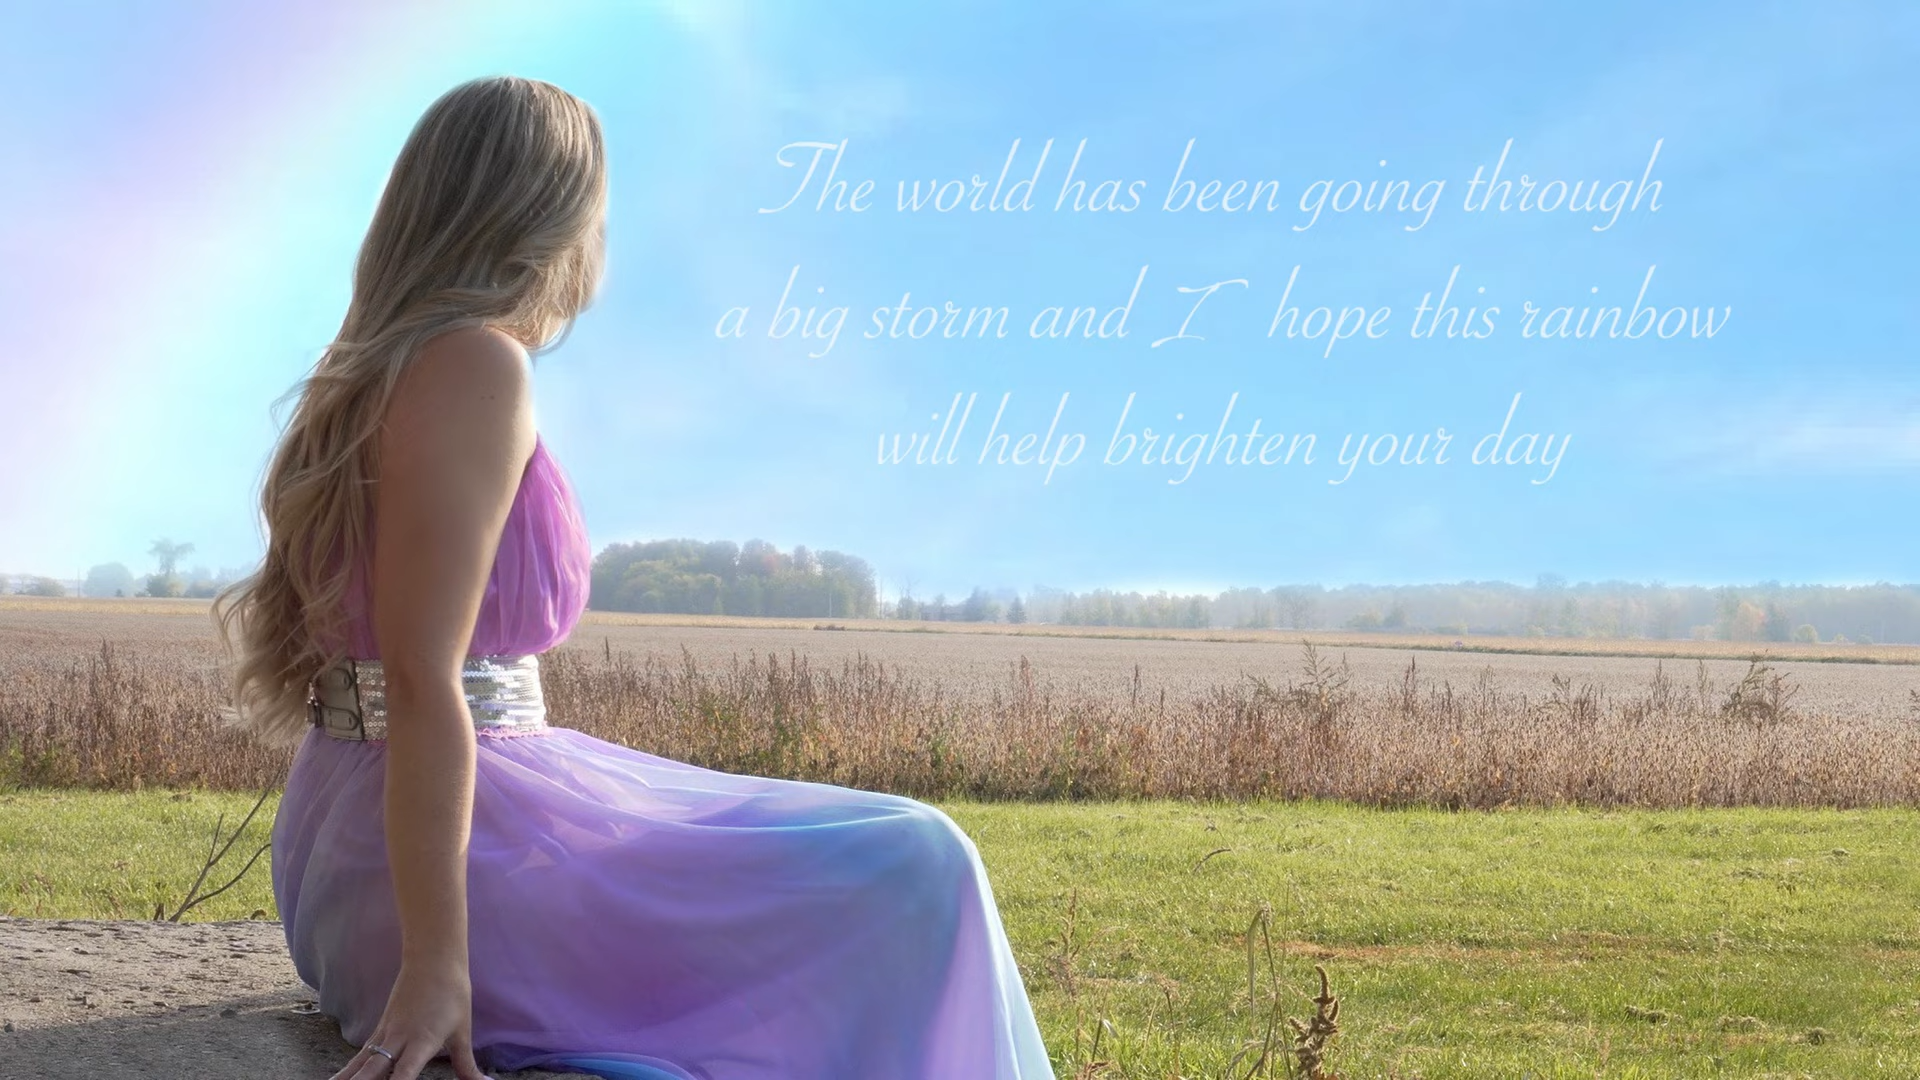 The world has been going through
a big storm and I hope this rainbow
will help brighten your day